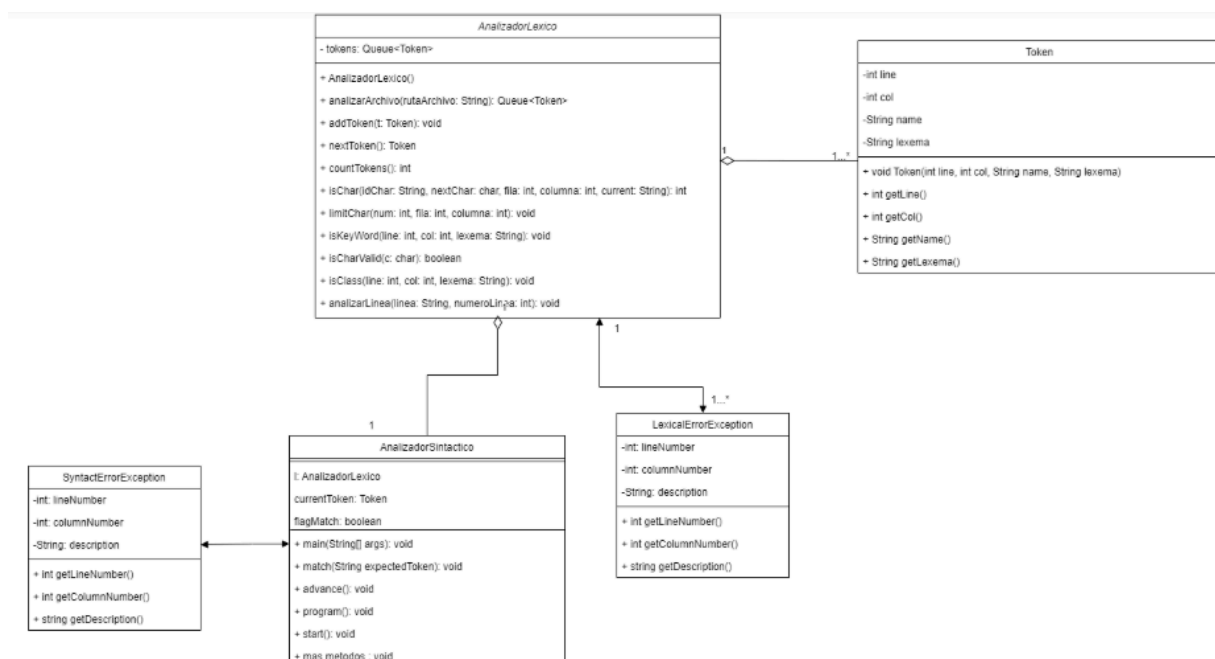 AnalizadorLexico
- tokens: Queue<Token>
+ AnalizadorLexico()
+ analizarArchivo(rutaArchivo: String): Queue<Token>
+ addToken(t: Token): void
+ nextToken(): Token
+ countTokens(): int
+ isChar(idChar: String, nextChar: char, fila: int, columna: int, current: String): int
+ limitChar(num: int, fila: int, columna: int): void
+ isKeyWord(line: int, col: int, lexema: String): void
+ isCharValid(c: char): boolean
+ isClass(line: int, col: int, lexema: String): void
+ analizarLinea(linea: String, numeroLinea: int): void
1
1...*
Token
-int line
-int col
-String name
-String lexema
+ void Token(int line, int col, String name, String lexema)
+ int getLine()
+ int getCol()
+ String getName()
+ String getLexema()
1
1...*
LexicalErrorException
-int: lineNumber
-int: columnNumber
-String: description
+ int getLineNumber()
+ int getColumnNumber()
+ string getDescription()
1
AnalizadorSintactico
l: AnalizadorLexico
currentToken: Token
flagMatch: boolean
+ main(String[] args): void
+ match(String expectedToken): void
+ advance(): void
+ program(): void
+ start(): void
+ mas metodos : void
SyntactErrorException
-int: lineNumber
-int: columnNumber
-String: description
+ int getLineNumber()
+ int getColumnNumber()
+ string getDescription()